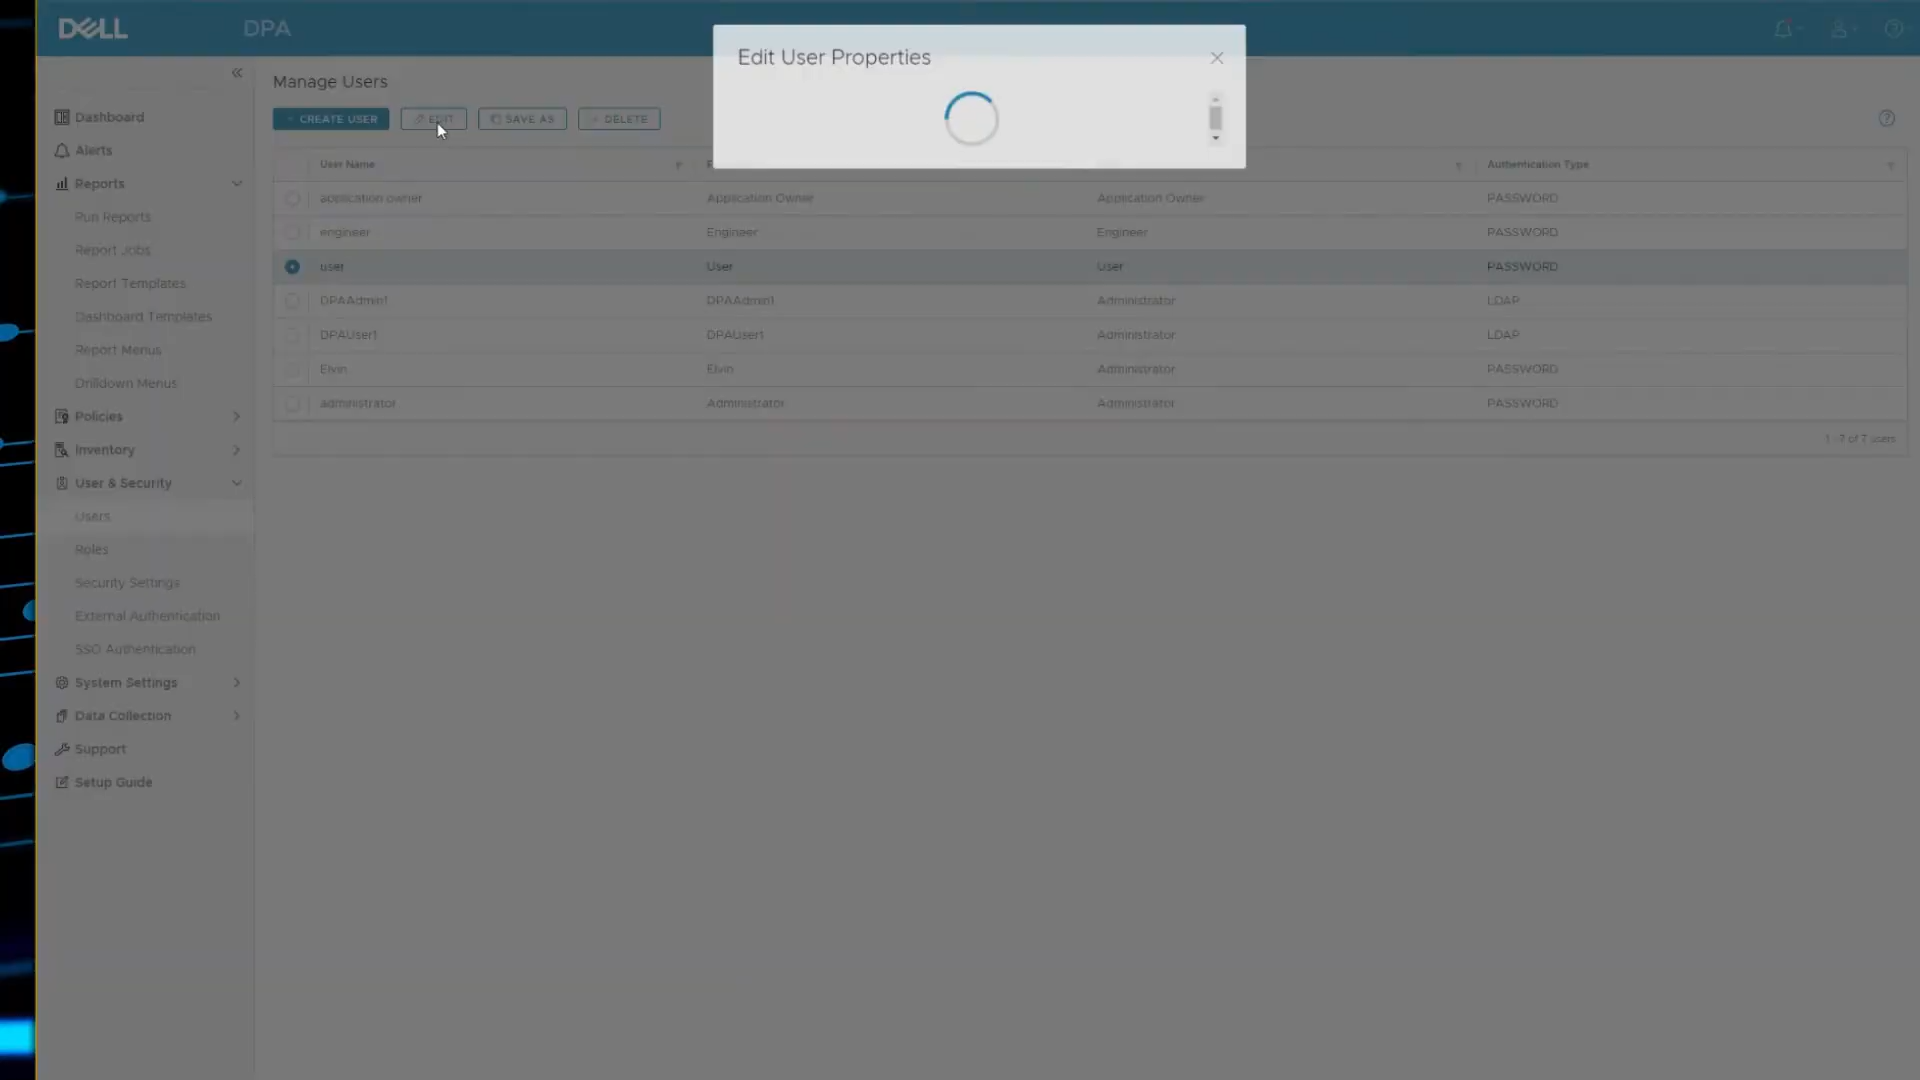 DELL
DPA
Edit User Properties
Manage Users
CREATE USER
EDIT
SAVE AS
DELETE
Dashboard
Alerts
Reports
Run Reports
Report Jobs
Report Templates
Dashboard Templates
Report Menus
Drilldown Menus
Policies
Inventory
User & Security
Users
Roles
Security Settings
External Authentication
SSO Authentication
System Settings
Data Collection
Support
Setup Guide
User Name Authentication Type
application owner Application Owner Application Owner PASSWORD
engineer Engineer Engineer PASSWORD
user User User PASSWORD
DPAAdmin1 DPAAdmin1 Administrator LDAP
DPAUser1 DPAUser1 Administrator LDAP
Elvin Elvin Administrator PASSWORD
administrator Administrator Administrator PASSWORD
1 - 7 of 7 users